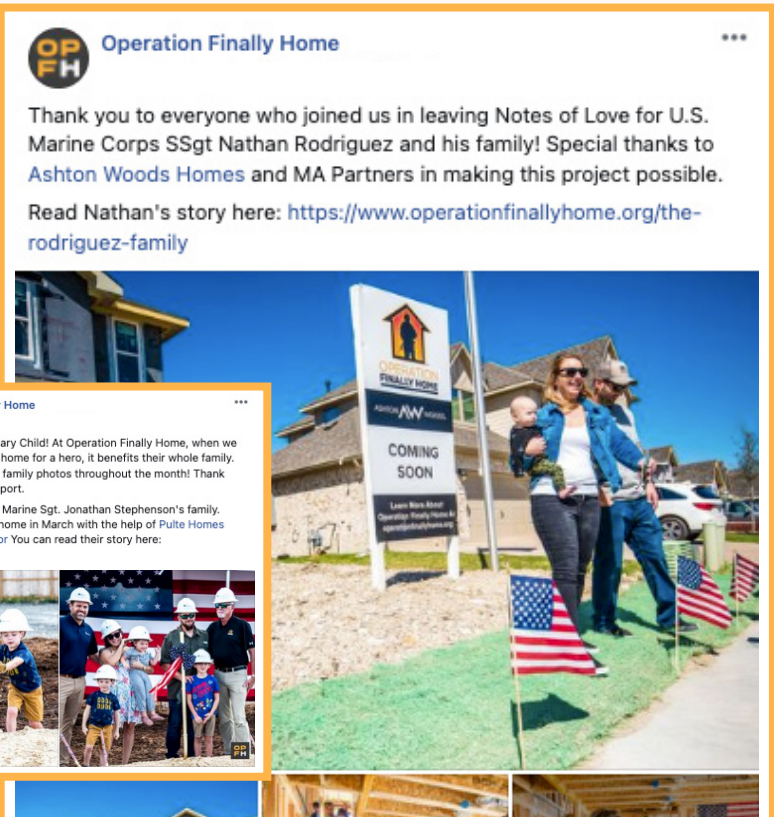 OP
FH
Operation Finally Home
Thank you to everyone who joined us in leaving Notes of Love for U.S.
Marine Corps SSgt Nathan Rodriguez and his family! Special thanks to
Ashton Woods Homes and MA Partners in making this project possible.
Read Nathan's story here: https://www.operationfinallyhome.org/the-
rodriguez-family
OPERATION
FINALLY HOME
ASHTON AW WOODS.
COMING
SOON
Learn More About
Operation Finally Home At
operationfinallyhome.org
y Home
ary Child! At Operation Finally Home, when we
home for a hero, it benefits their whole family.
family photos throughout the month! Thank
port.
Marine Sgt. Jonathan Stephenson's family.
home in March with the help of Pulte Homes
or You can read their story here:
OP
FH